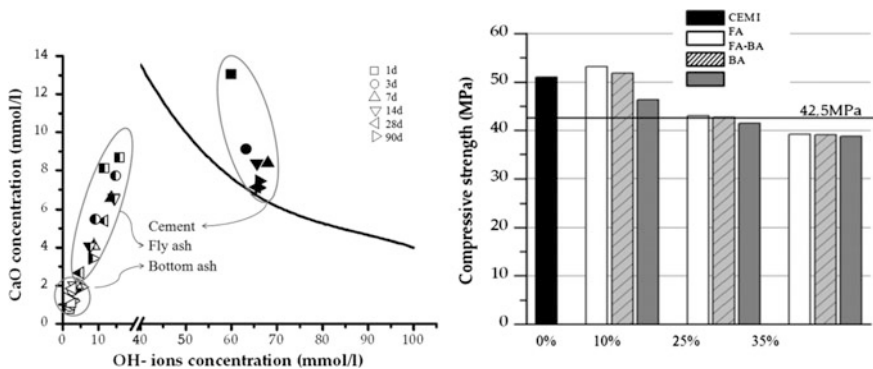 CaO concentration (mmol/l)
14
12
10
8
6
4
2
0
1d
3d
7d
14d
28d
90d
Cement
Fly ash
Bottom ash
0 10 40 50 60 70 80 90 100
OH- ions concentration (mmol/l)
Compressive strength (MPa)
60
50
40
30
20
10
0
CEMI
FA
FA-BA
BA
42,5MPa
0% 10% 25% 35%